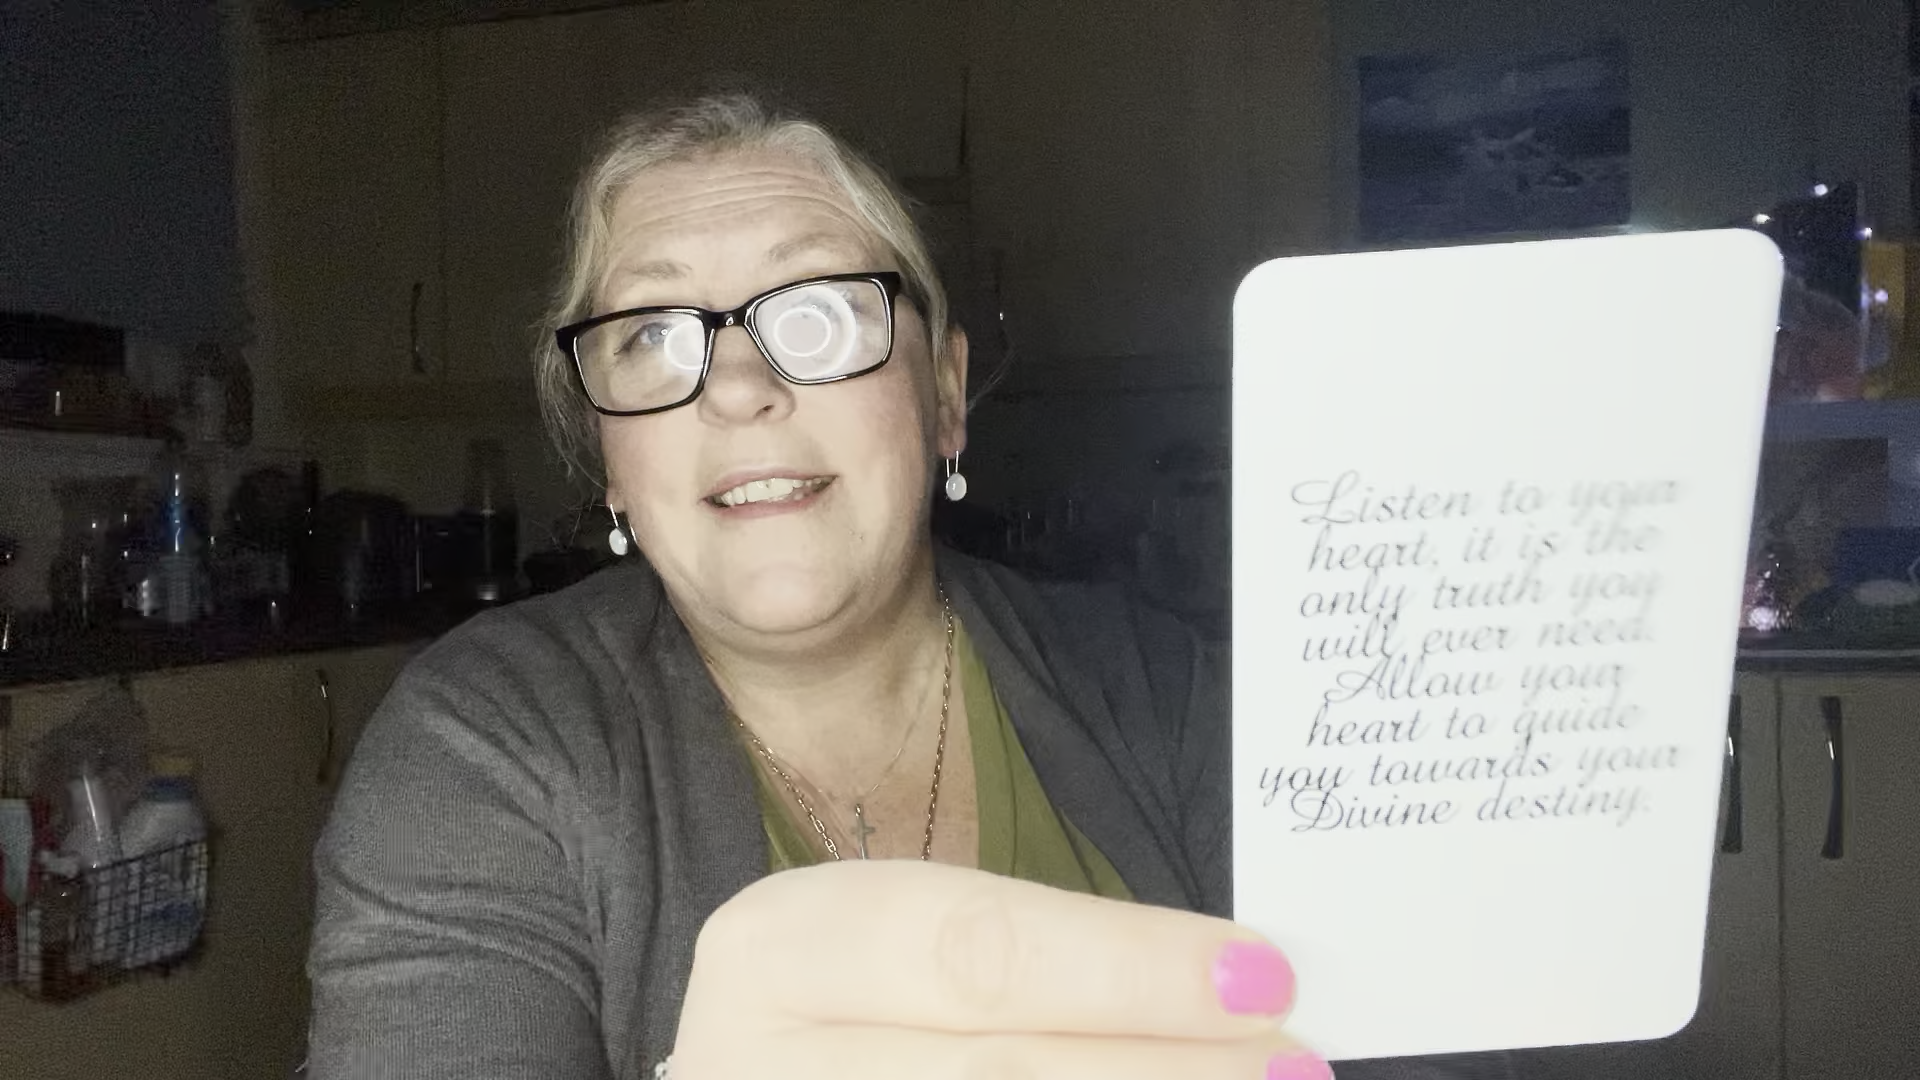 Listen to your
heart, it is the
only truth you
will ever need.
Allow your
heart to guide
you towards your
Divine destiny.